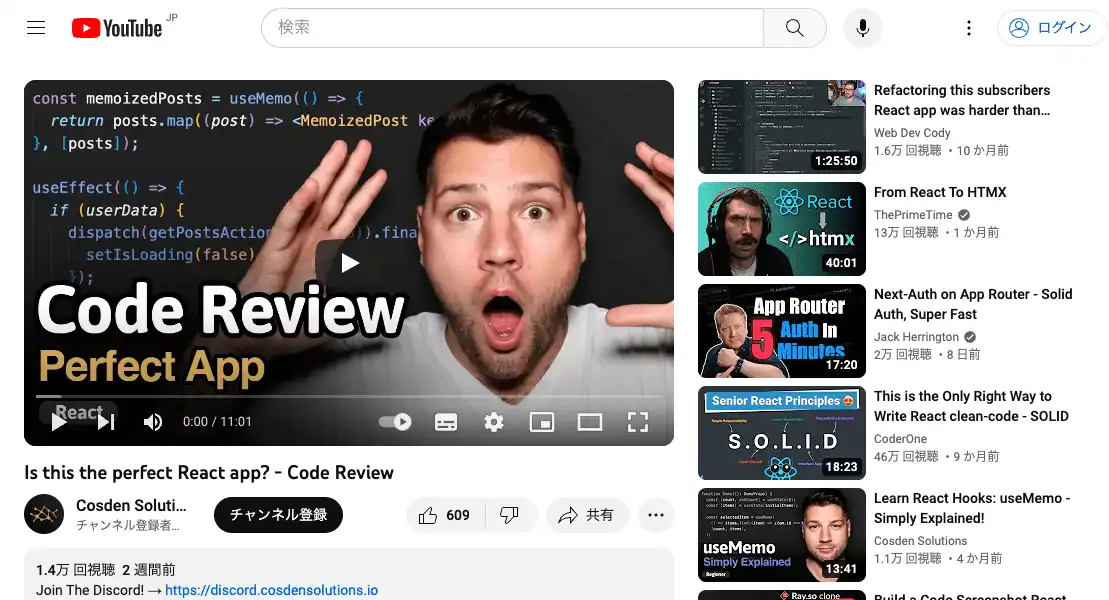 YouTube JP
検索
ログイン
const memoizedPosts = useMemo(() => {
return posts.map((post) => <MemoizedPost ke
}, [posts]);
useEffect(() => {
if (userData) {
dispatch(getPostsAction
)).fina
setIsLoading(false)
});
Code Review
Perfect App
React
0:00 / 11:01
Is this the perfect React app? - Code Review
Cosden Soluti...
チャンネル登録者...
チャンネル登録
609
共有
1.4万 回視聴 2 週間前
Join The Discord! → https://discord.cosdensolutions.io
1:25:50
Refactoring this subscribers
React app was harder than…
Web Dev Cody
1.6万 回視聴 ・10 か月前
React
</>htmx
40:01
From React To HTMX
ThePrimeTime
13万 回視聴 ・1 か月前
App Router
5 Auth In
Minutes
17:20
Next-Auth on App Router - Solid
Auth, Super Fast
Jack Herrington
2万 回視聴 ・8 日前
Senior React Principles
S.O.L.I.D
18:23
This is the Only Right Way to
Write React clean-code - SOLID
CoderOne
46万 回視聴 ・9 か月前
useMemo
Simply Explained
Beginner
13:41
Learn React Hooks: useMemo -
Simply Explained!
Cosden Solutions
1.1万 回視聴 ・4 か月前
Ray.so clone
Build a Code Screenshot React